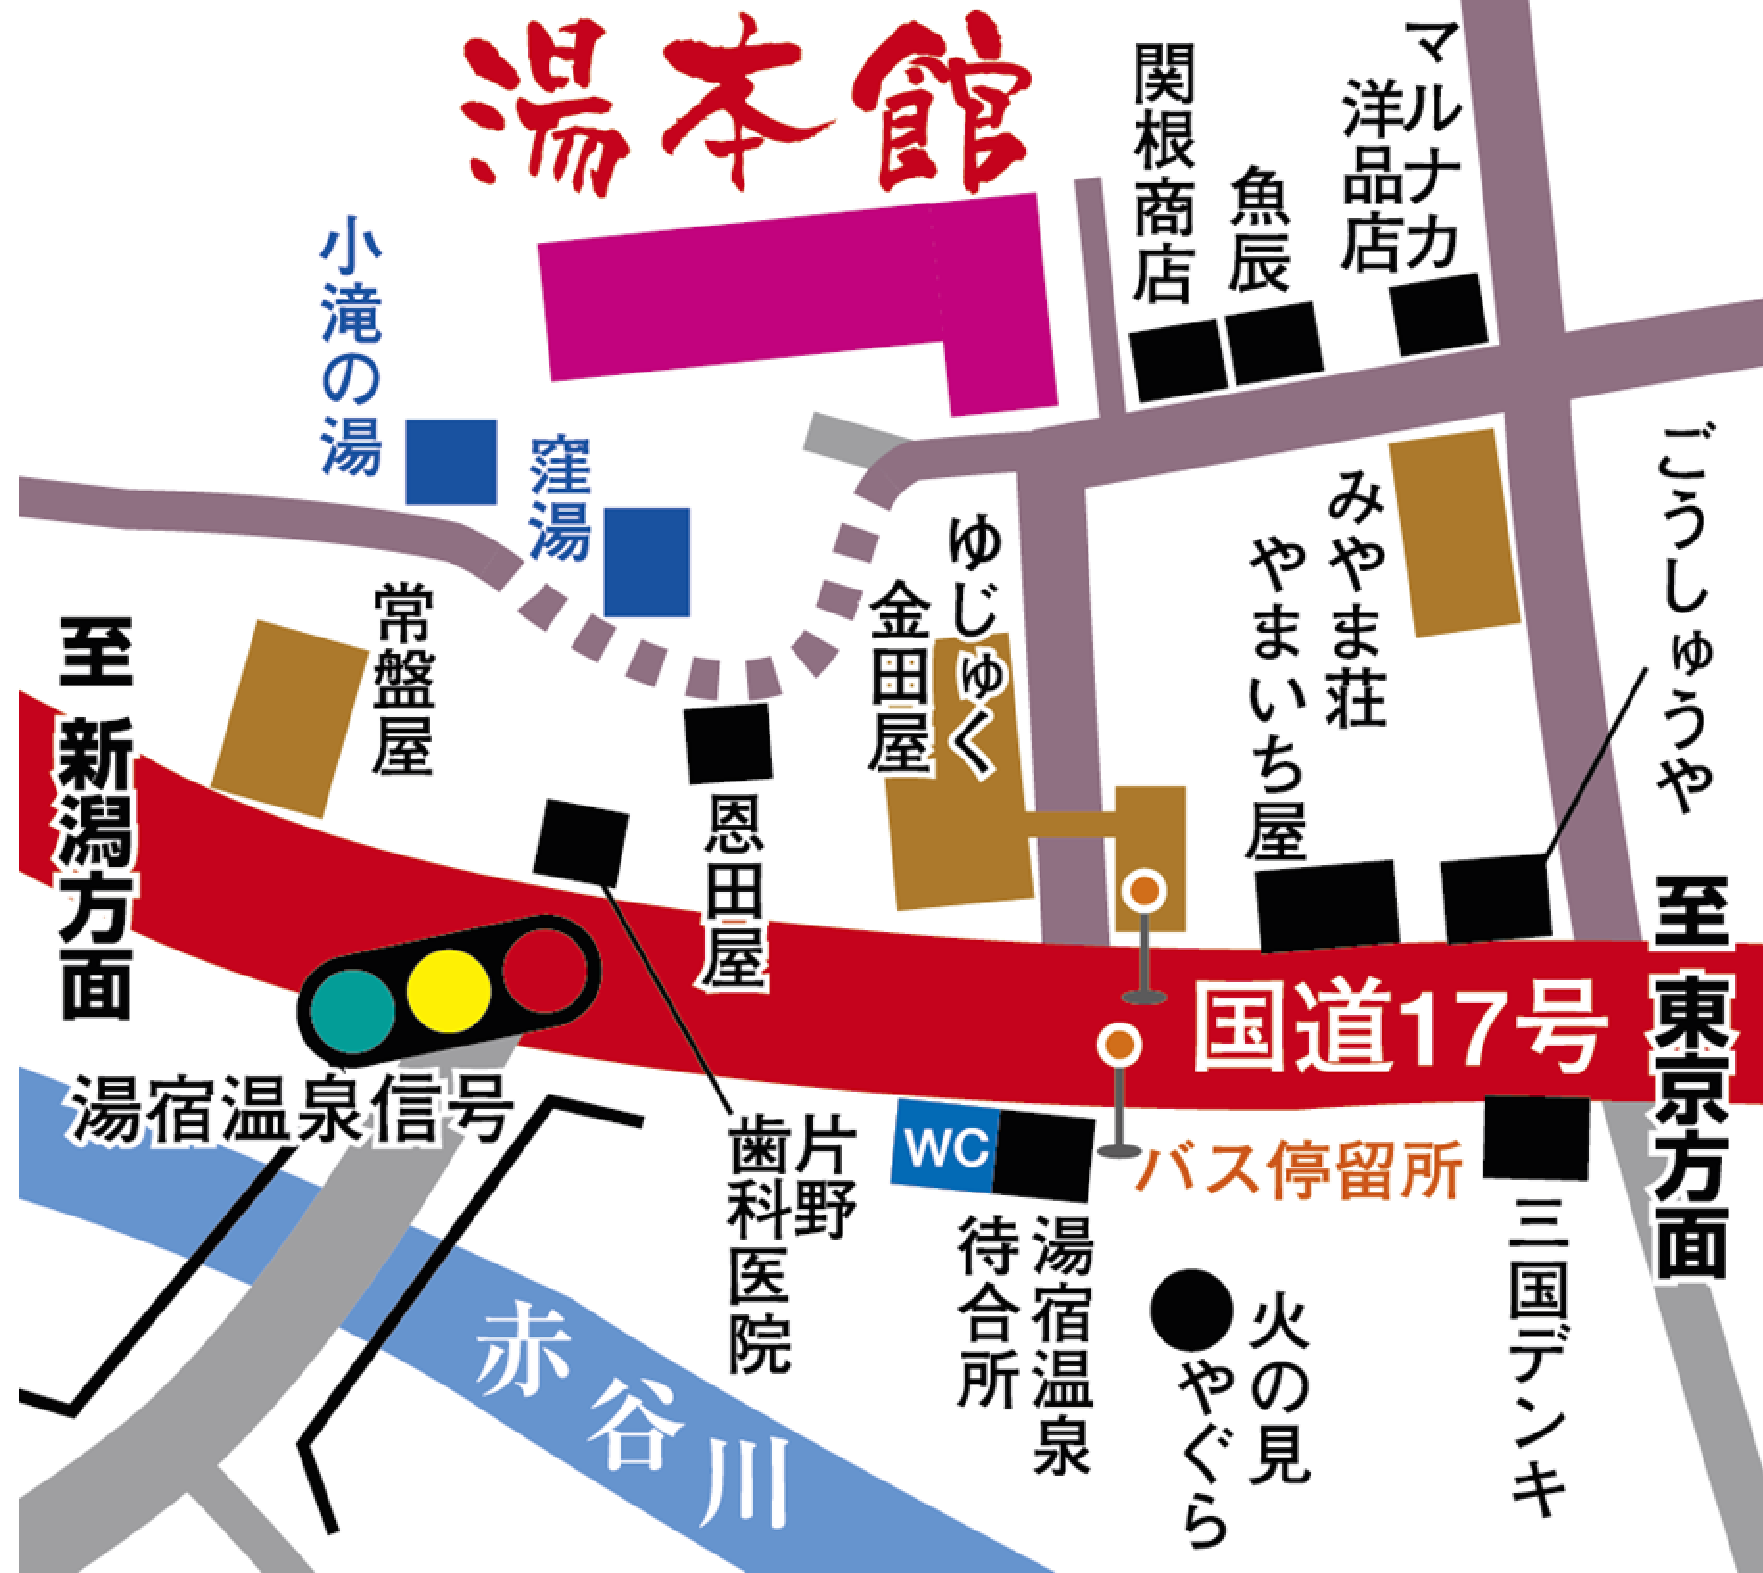 湯本館
関根商店
魚辰
マルナカ
洋品店
小滝の湯
窪湯
ごうしゅうや
みやま荘
やまいち屋
ゆじゅく
金田屋
常盤屋
恩田屋
至 新潟方面
至 東京方面
国道17号
湯宿温泉信号
片野
歯科医院
WC
バス停留所
湯宿温泉
待合所
火の見
やぐら
三国デンキ
赤谷川